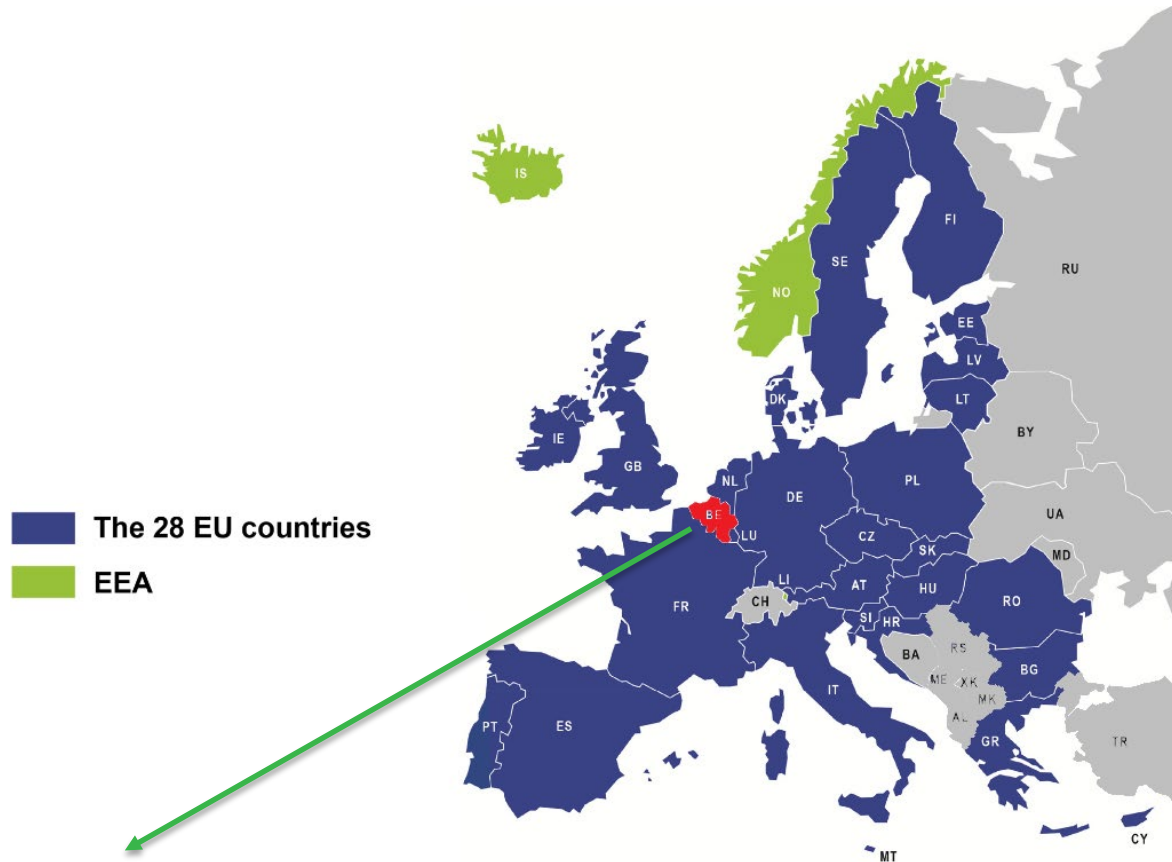 IS
FI
SE
NO
RU
EE
LV
LT
DK
BY
IE
GB
NL
DE
PL
BE
The 28 EU countries
EEA
LU
CZ
UA
SK
MD
LI
AT
HU
CH
FR
RO
SI
HR
BA
RS
BG
ME
XK
IT
MK
PT
ES
AL
GR
TR
CY
MT